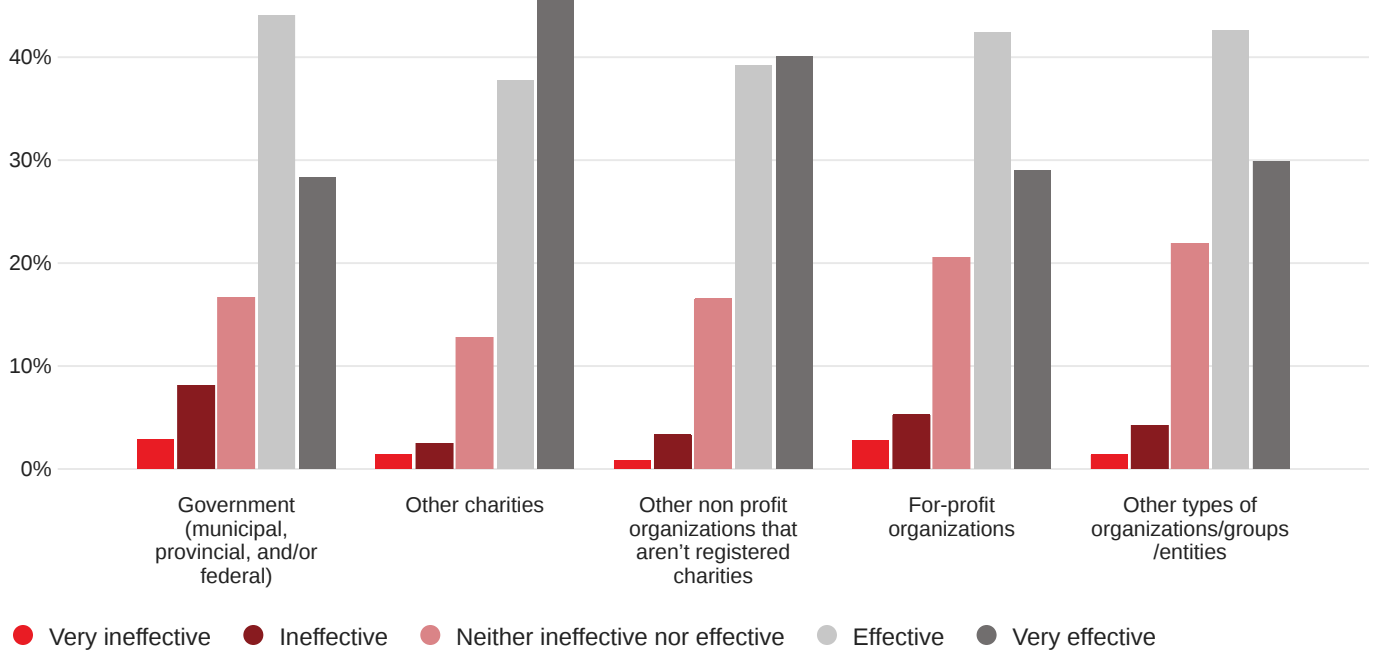 40%
30%
20%
10%
0%
Government
(municipal,
provincial, and/or
federal)
Other charities
Other non profit
organizations that
aren’t registered
charities
For-profit
organizations
Other types of
organizations/groups
/entities
Very ineffective
Ineffective
Neither ineffective nor effective
Effective
Very effective